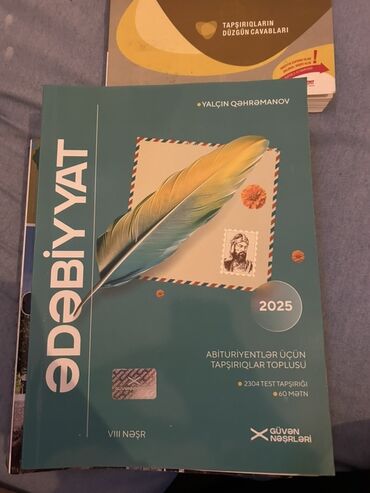 TAPŞIRIQLARIN
DÜZGÜN CAVABLARI
• YALÇIN QƏHRƏMANOV
ƏDƏBİYYAT
2025
ABİTURİYENTLƏR ÜÇÜN
TAPŞIRIQLAR TOPLUSU
• 2304 TEST TAPŞIRIĞI
• 60 MƏTN
VIII NƏŞR
GÜVƏN
NƏŞRLƏRİ